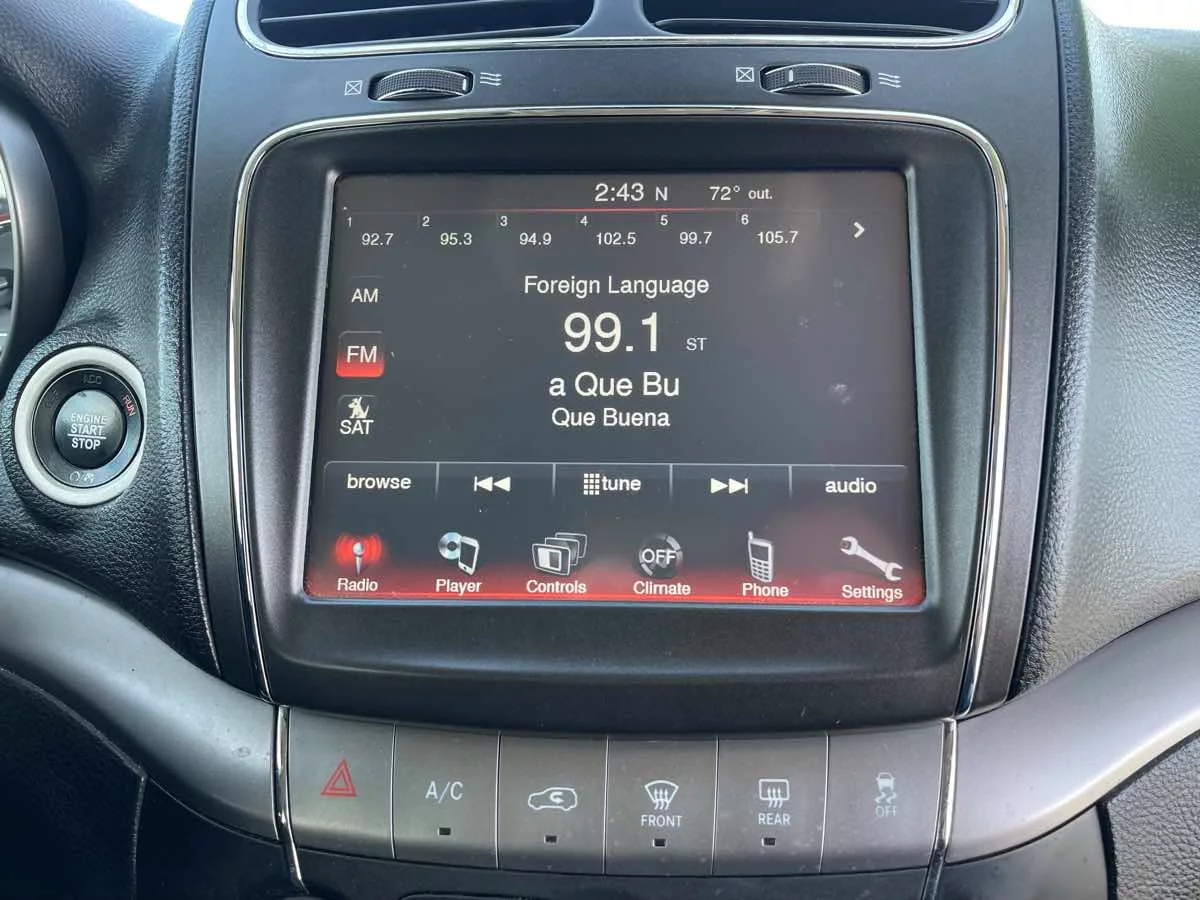 2:43 N 72° out.
1 92.7 2 95.3 3 94.9 4 102.5 5 99.7 6 105.7
Foreign Language
AM
99.1 ST
FM
a Que Bu
Que Buena
SAT
browse tune audio
OFF
Radio Player Controls Climate Phone Settings
ACC
RUN
ENGINE
START
STOP
A/C
FRONT
REAR
OFF